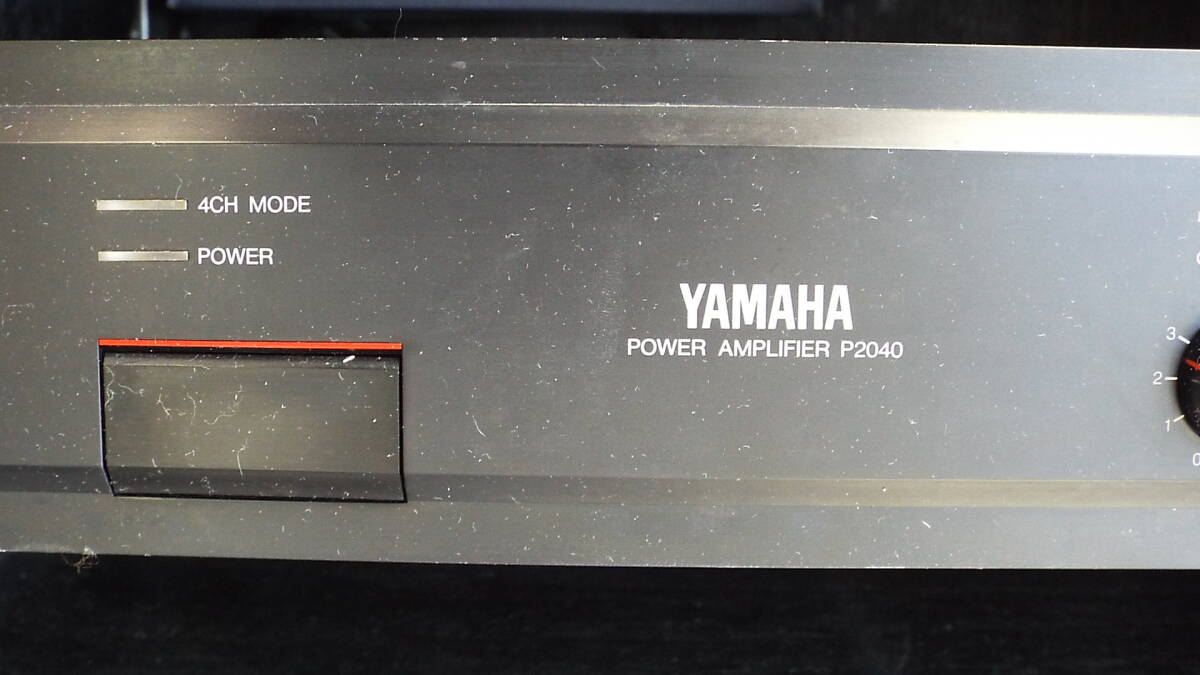 4CH MODE
POWER
YAMAHA
POWER AMPLIFIER P2040
3
2
1
0